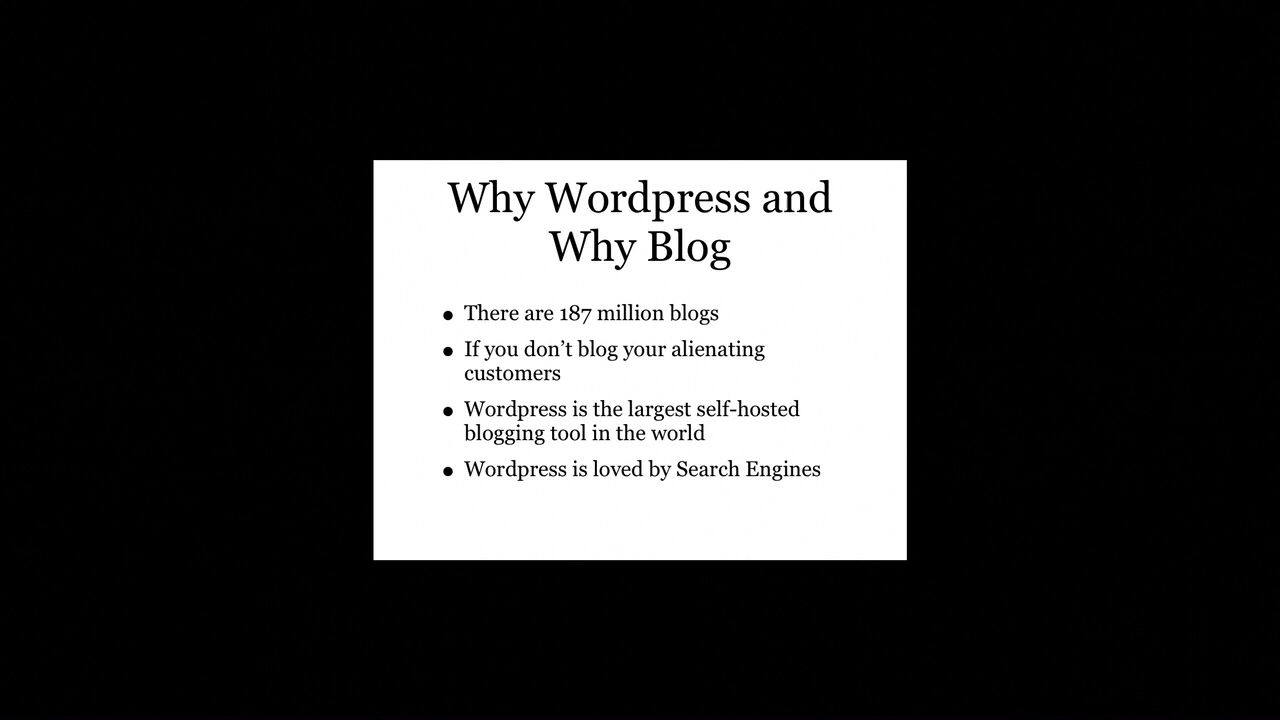 Why Wordpress and
Why Blog
• There are 187 million blogs
• If you don’t blog your alienating
customers
• Wordpress is the largest self-hosted
blogging tool in the world
• Wordpress is loved by Search Engines